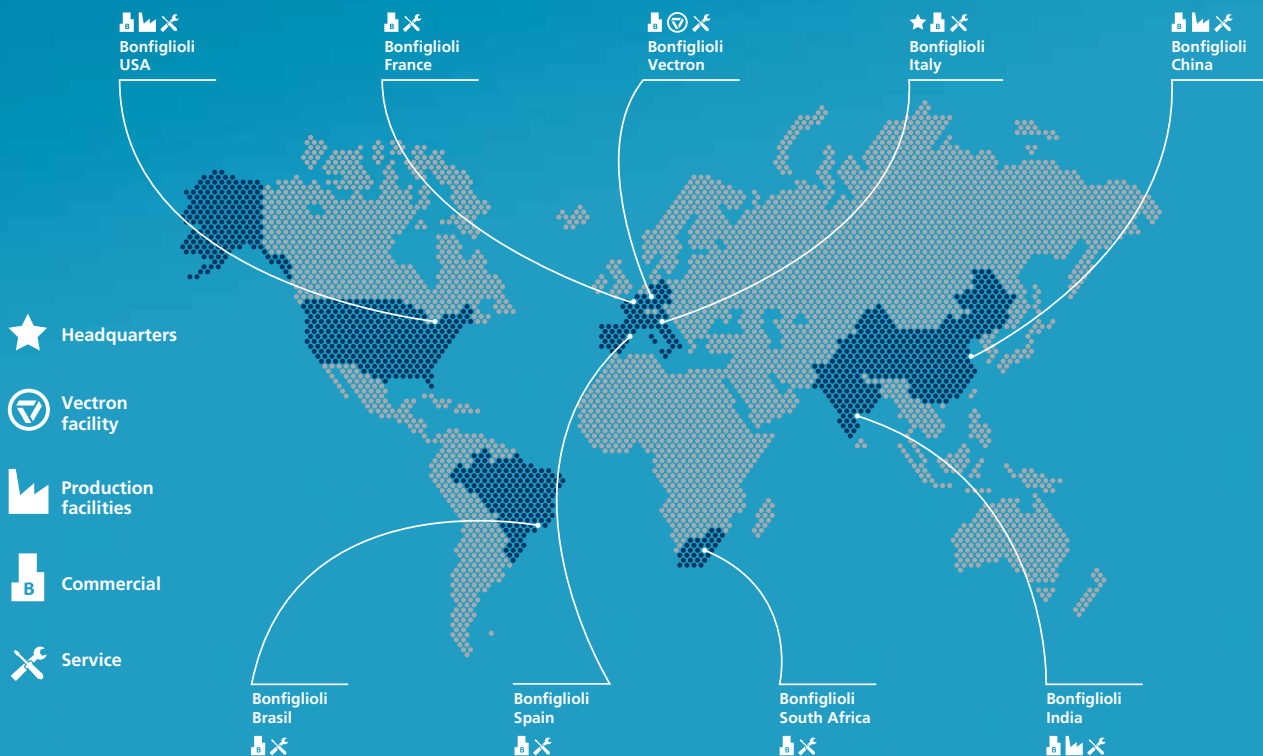 Bonfiglioli
USA
Bonfiglioli
France
Bonfiglioli
Vectron
Bonfiglioli
Italy
Bonfiglioli
China
Headquarters
Vectron
facility
Production
facilities
B
Commercial
Service
Bonfiglioli
Brasil
Bonfiglioli
Spain
Bonfiglioli
South Africa
Bonfiglioli
India